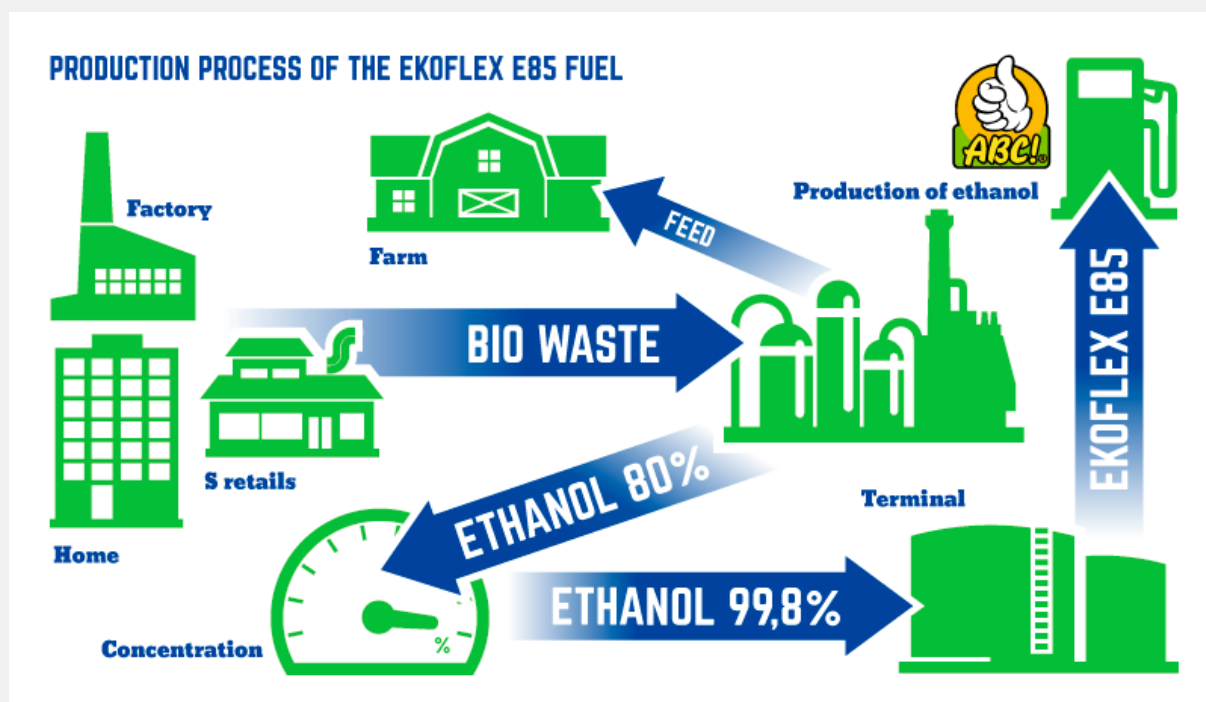 PRODUCTION PROCESS OF THE EKOFLEX E85 FUEL
ABC!®
Production of ethanol
Factory
FEED
Farm
BIO WASTE
EKOFLEX E85
S retails
ETHANOL 80%
Terminal
Home
ETHANOL 99,8%
%
Concentration